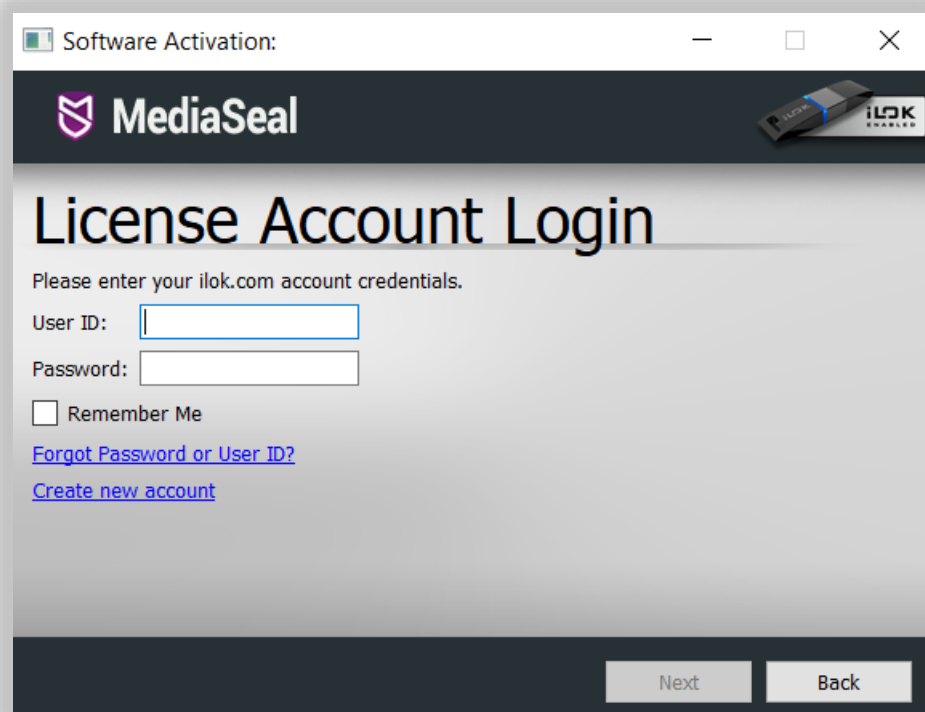 Software Activation:
MediaSeal
iLOK
iLOK
ENABLED
License Account Login
Please enter your ilok.com account credentials.
User ID:
Password:
Remember Me
Forgot Password or User ID?
Create new account
Next
Back